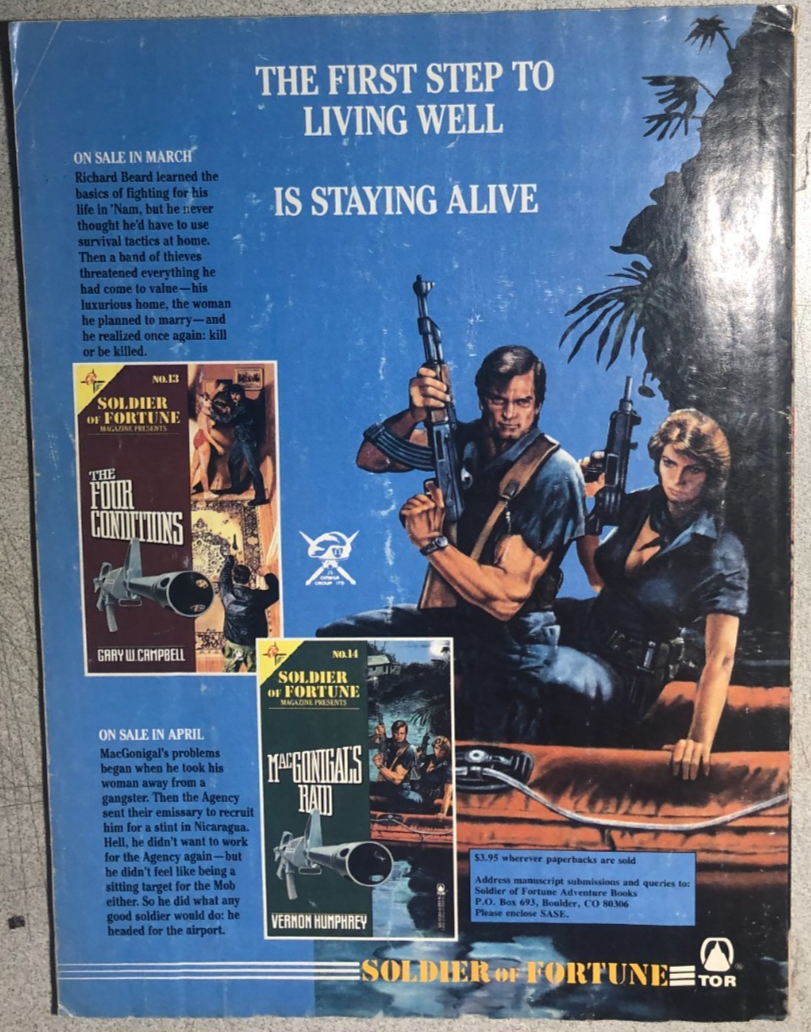 THE FIRST STEP TO
LIVING WELL
IS STAYING ALIVE
ON SALE IN MARCH
Richard Beard learned the
basics of fighting for his
life in 'Nam, but he never
thought he'd have to use
survival tactics at home.
Then a band of thieves
threatened everything he
had come to value—his
luxurious home, the woman
he planned to marry—and
he realized once again: kill
or be killed.
NO.13
SOLDIER
OF FORTUNE
MAGAZINE PRESENTS
THE
FOUR
CONDITIONS
GARY W. CAMPBELL
OMEGA
GROUP LTD
NO.14
SOLDIER
OF FORTUNE
MAGAZINE PRESENTS
MACGONIGAL'S
RAID
VERNON HUMPHREY
ON SALE IN APRIL
MacGonigal's problems
began when he took his
woman away from a
gangster. Then the Agency
sent their emissary to recruit
him for a stint in Nicaragua.
Hell, he didn't want to work
for the Agency again—but
he didn't feel like being a
sitting target for the Mob
either. So he did what any
good soldier would do: he
headed for the airport.
$3.95 wherever paperbacks are sold
Address manuscript submissions and queries to:
Soldier of Fortune Adventure Books
P.O. Box 693, Boulder, CO 80306
Please enclose SASE.
SOLDIER OF FORTUNE
TOR